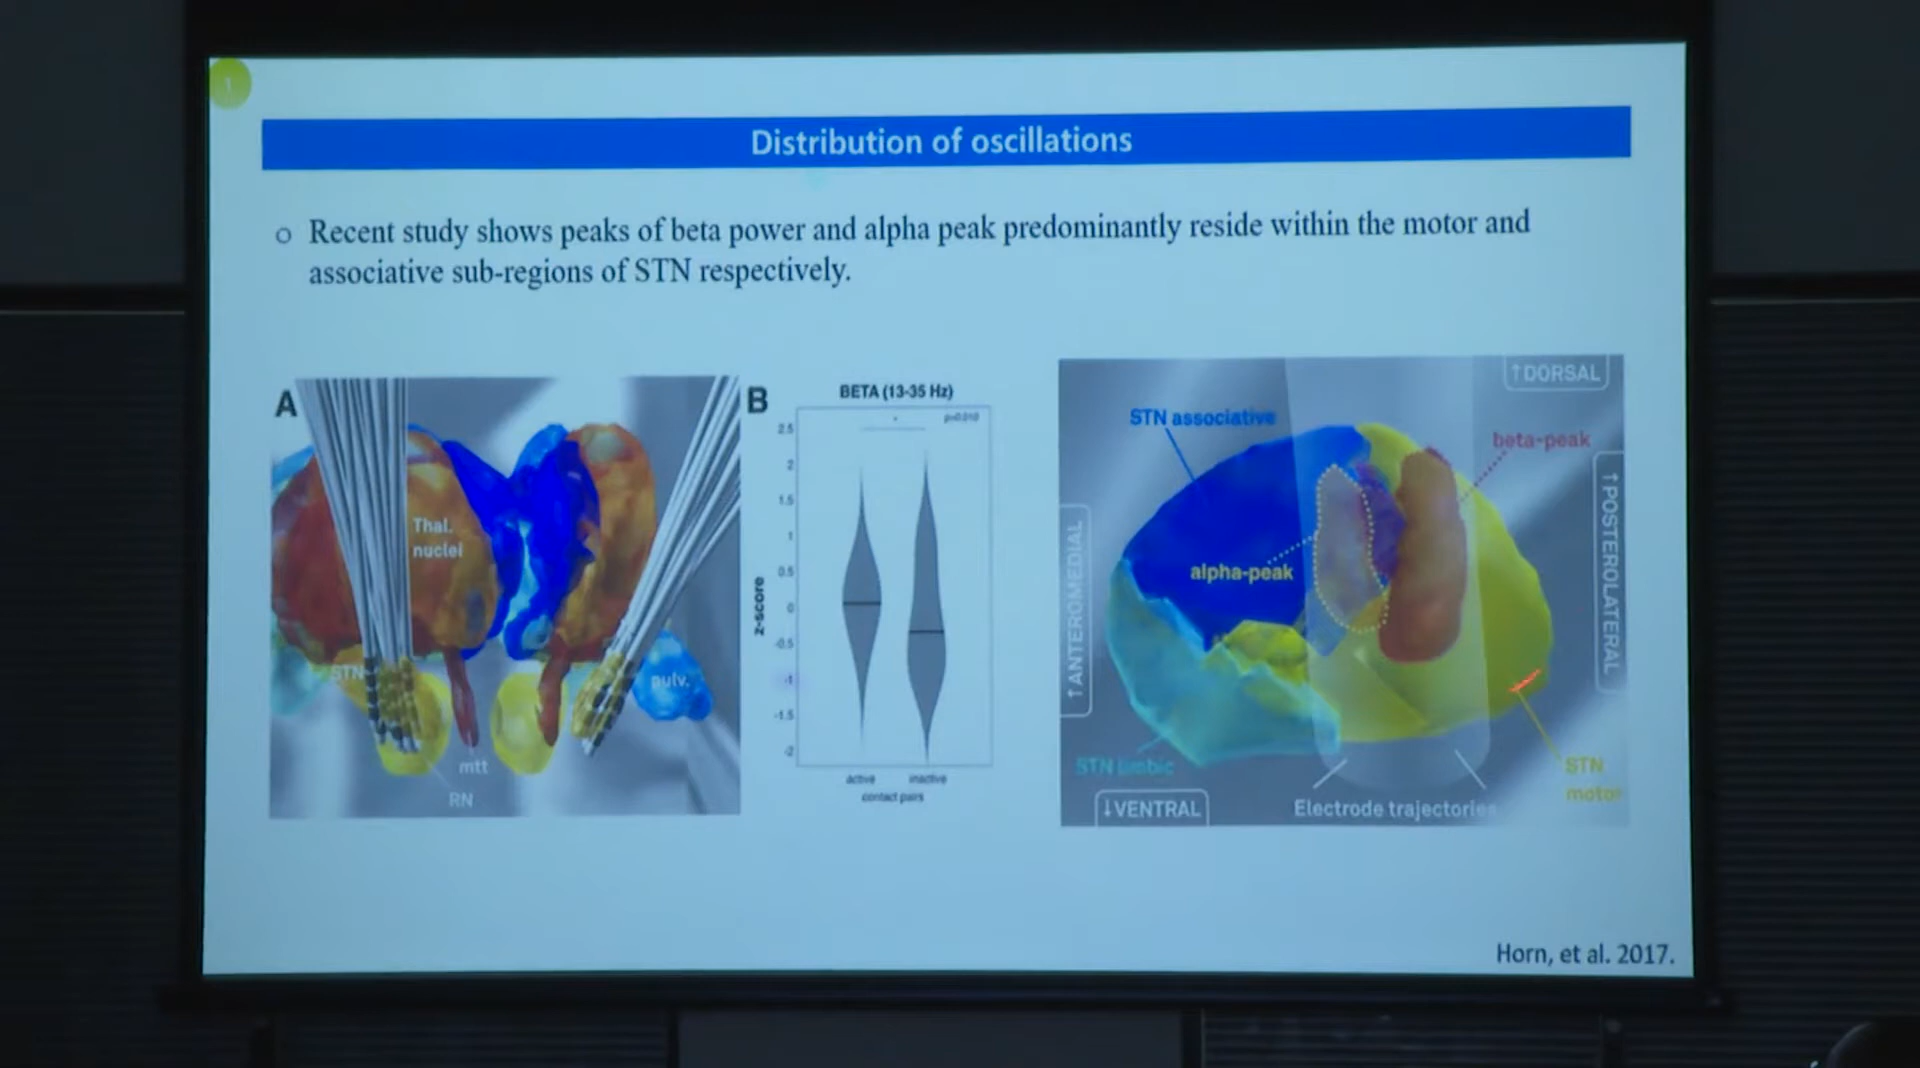 1
Distribution of oscillations
o Recent study shows peaks of beta power and alpha peak predominantly reside within the motor and
associative sub-regions of STN respectively.
A
Thal.
nuclei
STN
pulv.
mtt
RN
B
BETA (13-35 Hz)
p=0.010
2.5
2
1.5
1
0.5
0
-0.5
-1
-1.5
-2
z-score
active inactive
contact pairs
↑DORSAL
STN associative
beta-peak
↑POSTEROLATERAL
↑ANTEROMEDIAL
alpha-peak
STN limbic
STN
motor
↓VENTRAL
Electrode trajectories
Horn, et al. 2017.